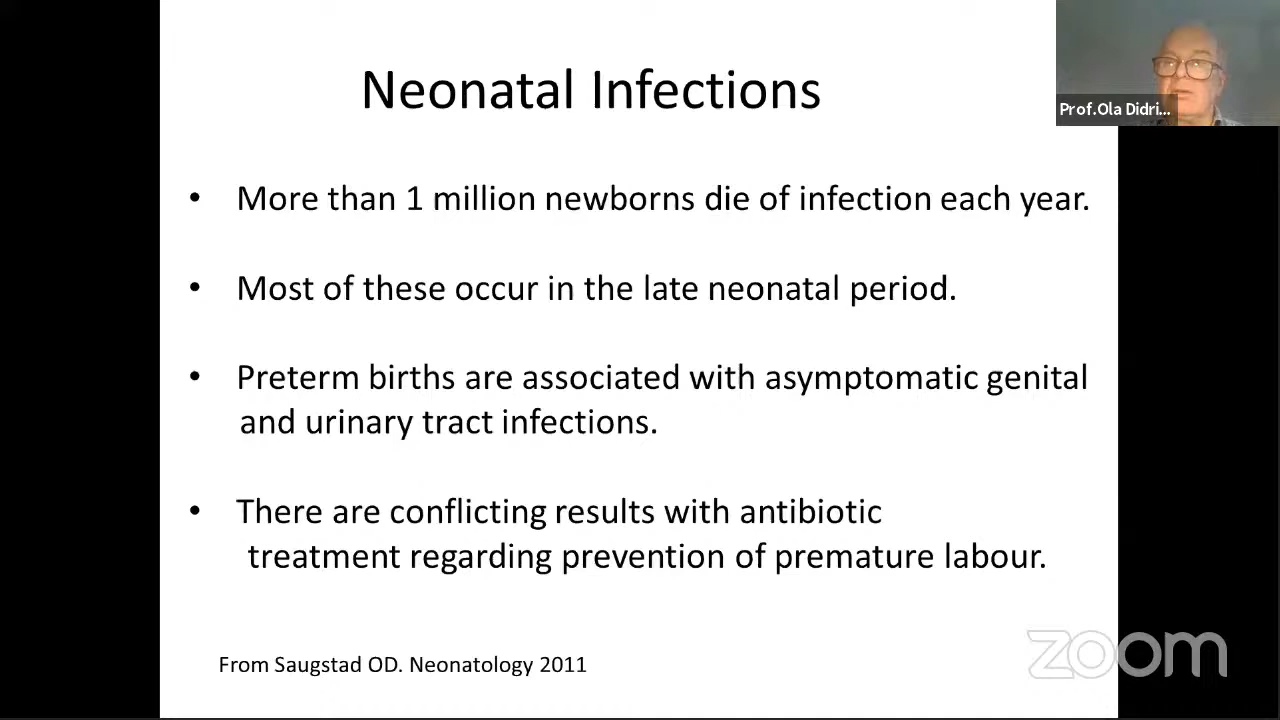 Neonatal Infections
Prof.Ola Didri...
• More than 1 million newborns die of infection each year.
• Most of these occur in the late neonatal period.
• Preterm births are associated with asymptomatic genital
and urinary tract infections.
• There are conflicting results with antibiotic
treatment regarding prevention of premature labour.
From Saugstad OD. Neonatology 2011
zoom